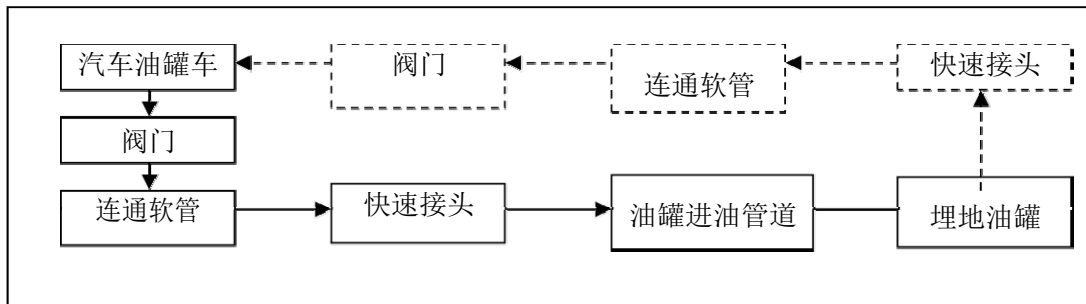 汽车油罐车
阀门
连通软管
快速接头
阀门
连通软管
快速接头
油罐进油管道
埋地油罐